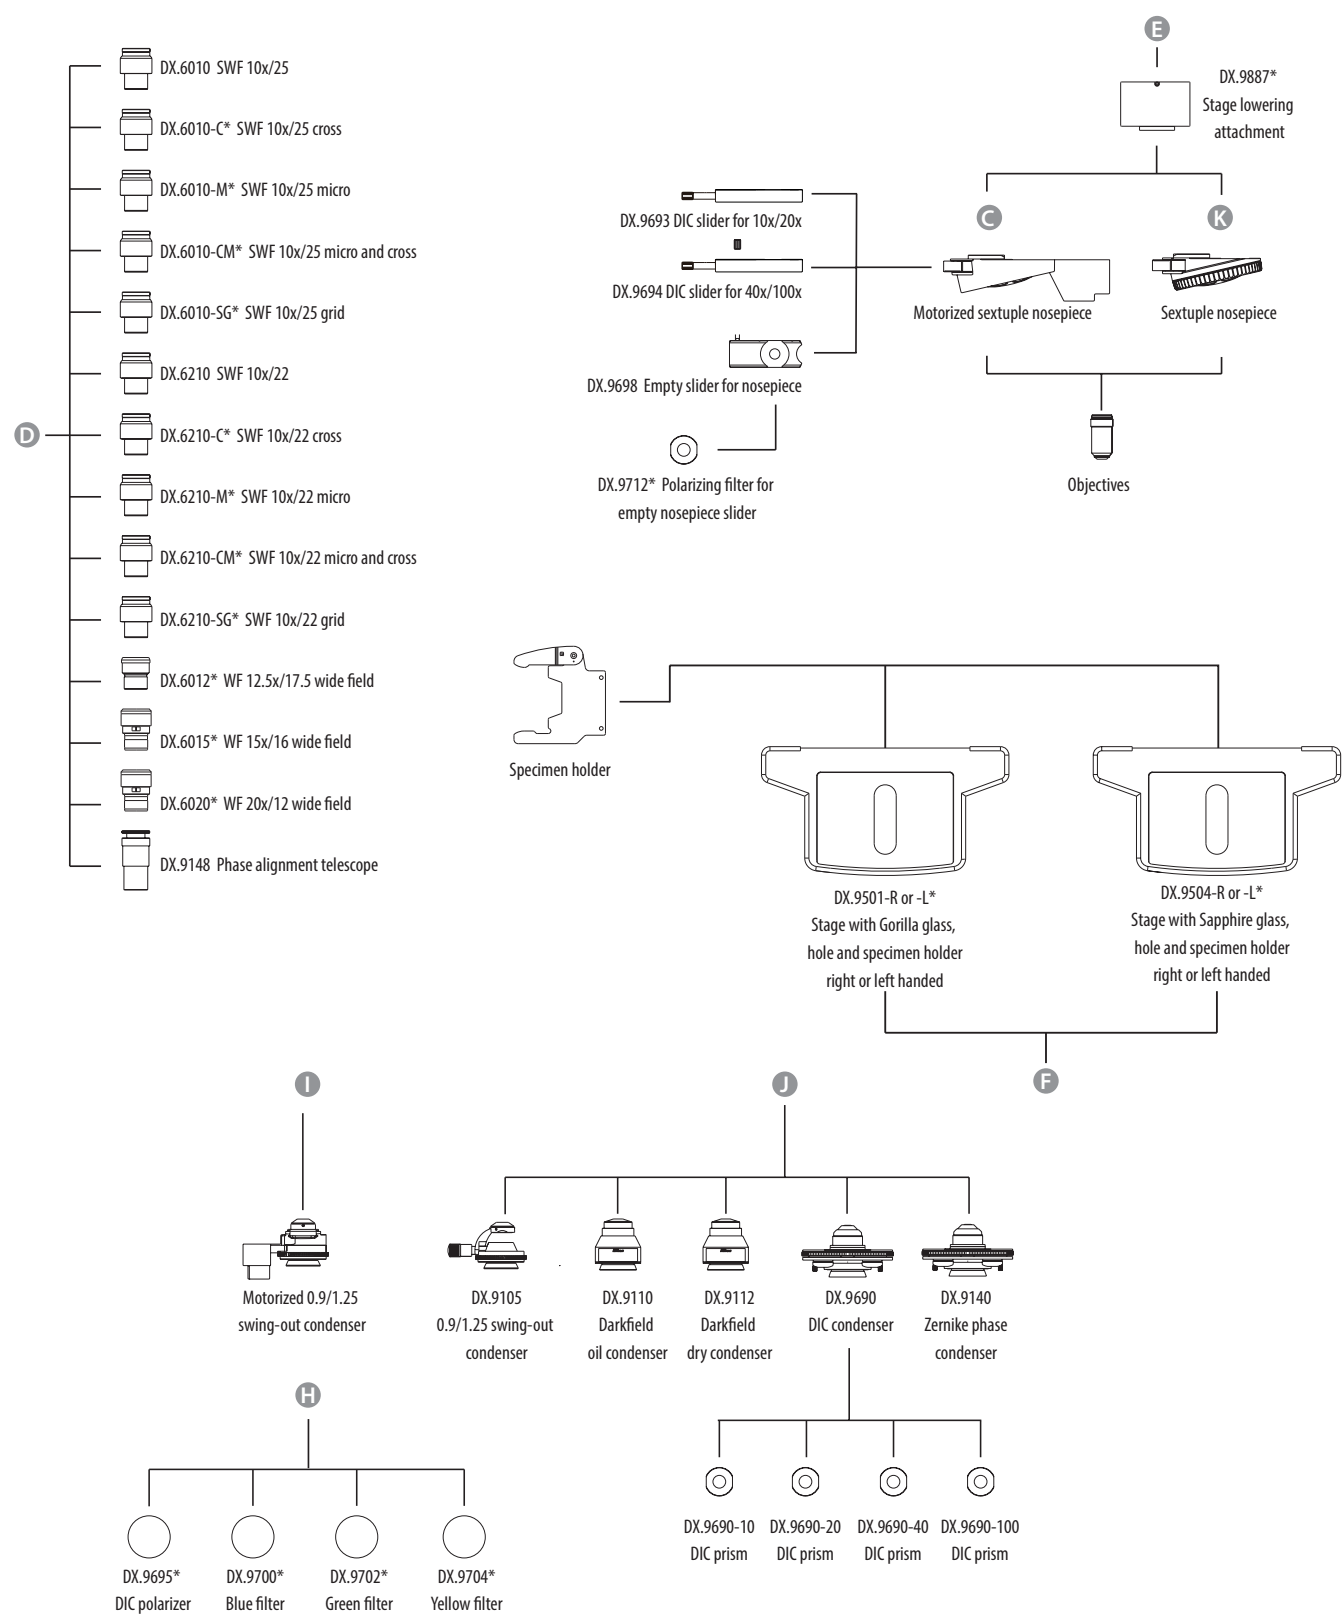 E
DX.9887*
Stage lowering
attachment
D
DX.6010 SWF 10x/25
DX.6010-C* SWF 10x/25 cross
DX.6010-M* SWF 10x/25 micro
DX.6010-CM* SWF 10x/25 micro and cross
DX.6010-SG* SWF 10x/25 grid
DX.6210 SWF 10x/22
DX.6210-C* SWF 10x/22 cross
DX.6210-M* SWF 10x/22 micro
DX.6210-CM* SWF 10x/22 micro and cross
DX.6210-SG* SWF 10x/22 grid
DX.6012* WF 12.5x/17.5 wide field
DX.6015* WF 15x/16 wide field
DX.6020* WF 20x/12 wide field
DX.9148 Phase alignment telescope
DX.9693 DIC slider for 10x/20x
DX.9694 DIC slider for 40x/100x
DX.9698 Empty slider for nosepiece
DX.9712* Polarizing filter for
empty nosepiece slider
C
Motorized sextuple nosepiece
K
Sextuple nosepiece
Objectives
Specimen holder
DX.9501-R or -L*
Stage with Gorilla glass,
hole and specimen holder
right or left handed
DX.9504-R or -L*
Stage with Sapphire glass,
hole and specimen holder
right or left handed
F
I
Motorized 0.9/1.25
swing-out condenser
J
DX.9105
0.9/1.25 swing-out
condenser
DX.9110
Darkfield
oil condenser
DX.9112
Darkfield
dry condenser
DX.9690
DIC condenser
DX.9140
Zernike phase
condenser
DX.9690-10
DIC prism
DX.9690-20
DIC prism
DX.9690-40
DIC prism
DX.9690-100
DIC prism
H
DX.9695*
DIC polarizer
DX.9700*
Blue filter
DX.9702*
Green filter
DX.9704*
Yellow filter